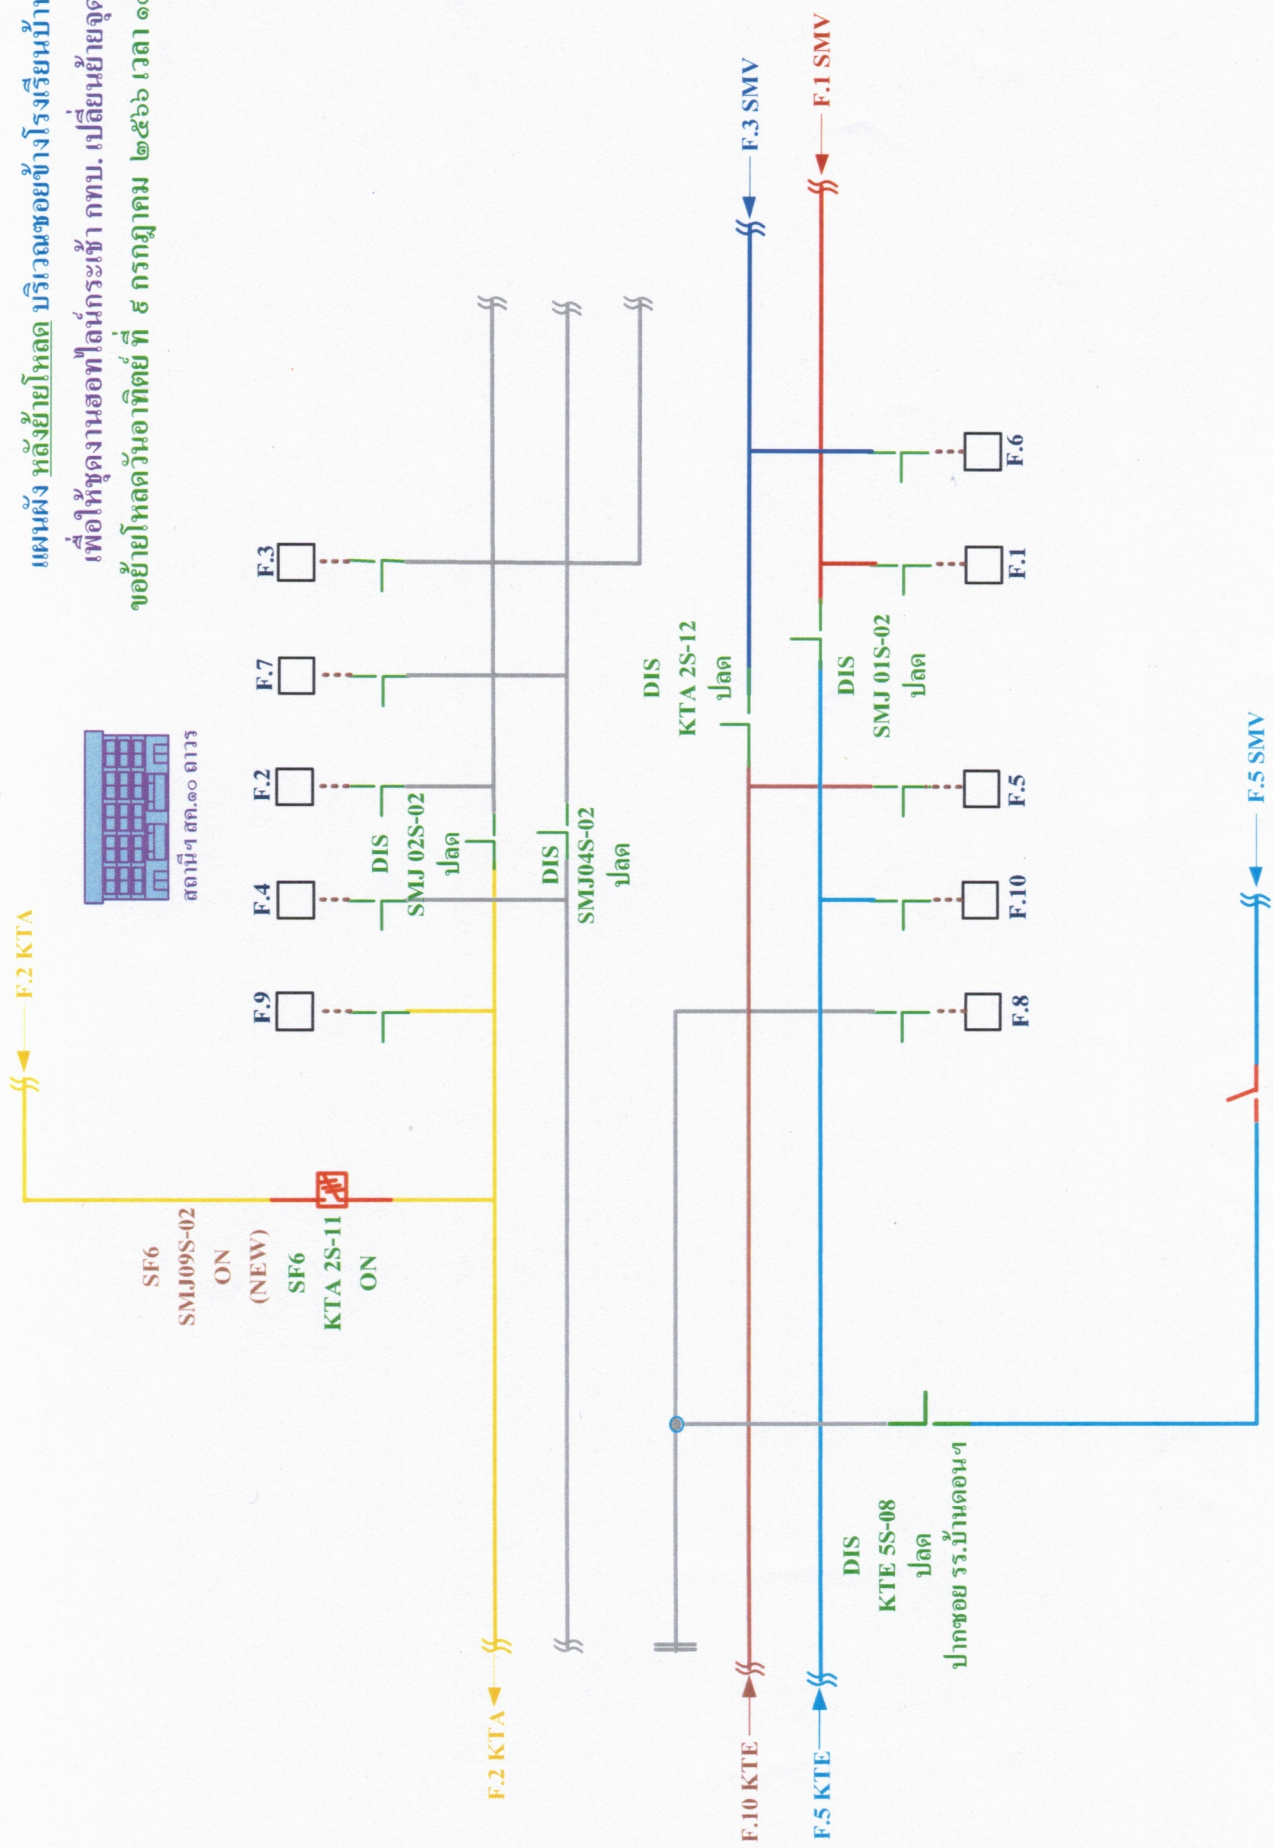 แผนผัง หลังย้ายโหลด บริเวณซอยข้างโรงเรียนบ้าน
เพื่อให้ชุดงานฮอทไลน์กระเช้า กทบ. เปลี่ยนย้ายจุด
ขอย้ายโหลดวันอาทิตย์ ที่ ๙ กรกฎาคม ๒๕๖๖ เวลา
F.2 KTA
สถานีฯ สค.๑๐ ถาวร
F.9
F.4
F.2
F.7
F.3
SF6
SMJ09S-02
ON
(NEW)
SF6
KTA 2S-11
ON
DIS
SMJ 02S-02
ปลด
DIS
SMJ04S-02
ปลด
F.2 KTA
DIS
KTA 2S-12
ปลด
F.3 SMV
F.1 SMV
F.10 KTE
F.5 KTE
DIS
SMJ 01S-02
ปลด
DIS
KTE 5S-08
ปลด
ปากซอย รร.บ้านดอนฯ
F.8
F.10
F.5
F.1
F.6
F.5 SMV